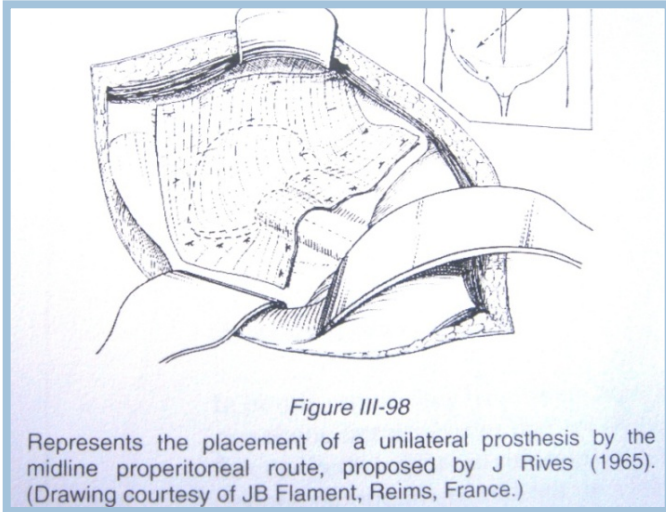 Figure III-98
Represents the placement of a unilateral prosthesis by the
midline properitoneal route, proposed by J Rives (1965).
(Drawing courtesy of JB Flament, Reims, France.)